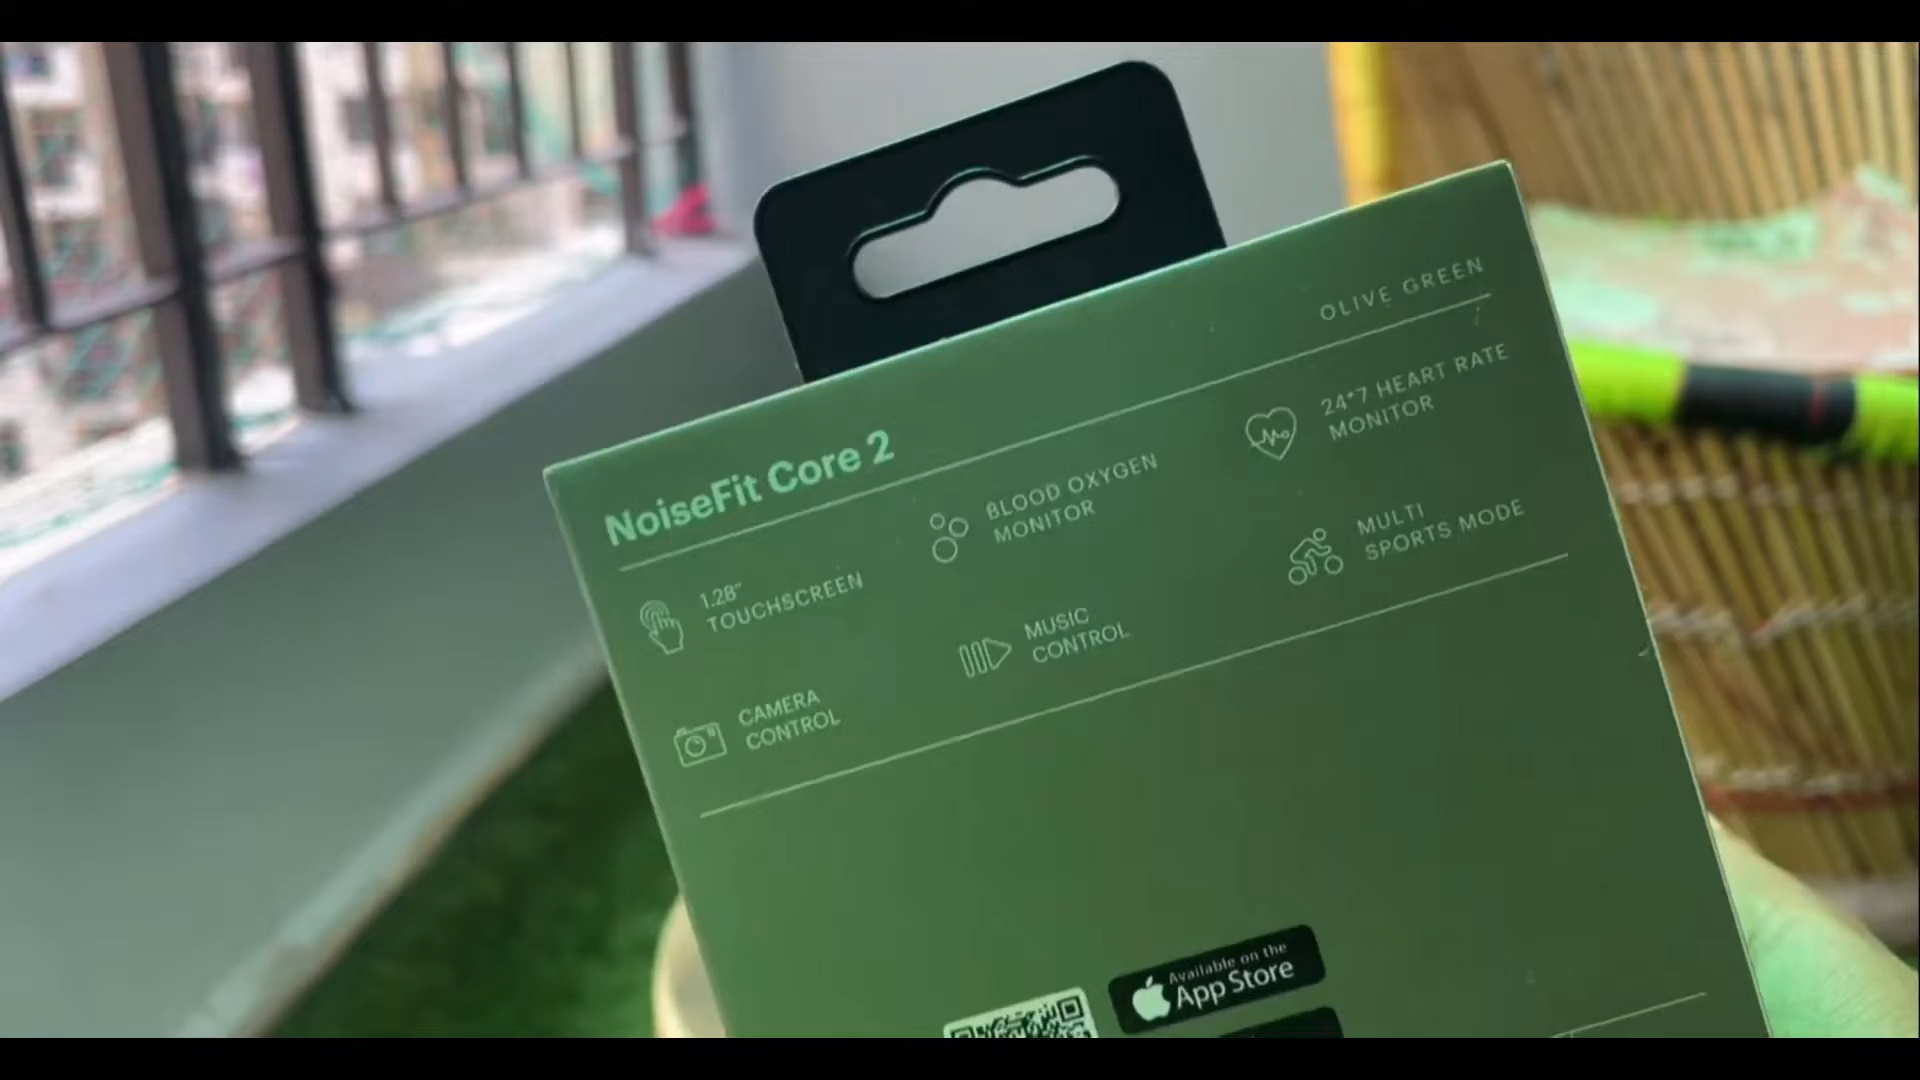 OLIVE GREEN
NoiseFit Core 2
1.28"
TOUCHSCREEN
BLOOD OXYGEN
MONITOR
24*7 HEART RATE
MONITOR
CAMERA
CONTROL
MUSIC
CONTROL
MULTI
SPORTS MODE
Available on the
App Store